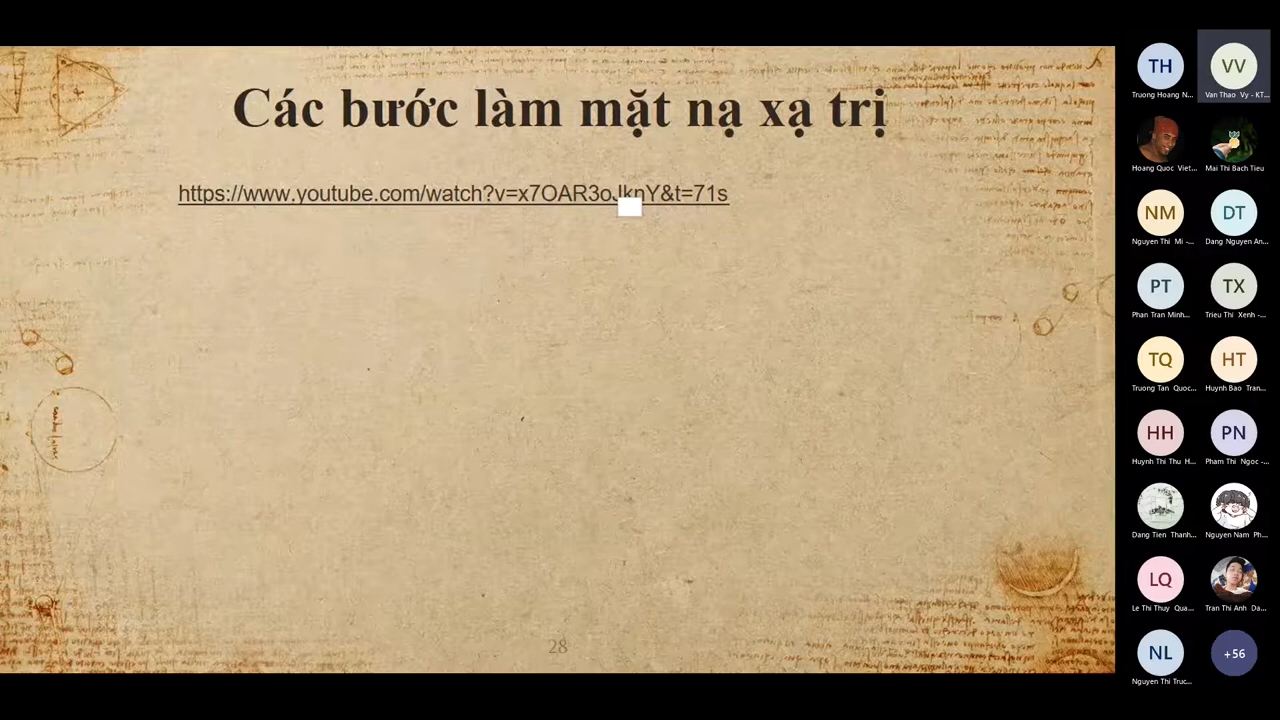 Các bước làm mặt nạ xạ trị
https://www.youtube.com/watch?v=x7OAR3oJknY&t=71s
28
TH
Truong Hoang N...
VV
Van Thao Vy - KT...
Hoang Quoc Viet...
Mai Thi Bach Tieu
NM
Nguyen Thi Mi -...
DT
Dang Nguyen An...
PT
Phan Tran Minh...
TX
Trieu Thi Xenh -...
TQ
Truong Tan Quoc...
HT
Huynh Bao Tran...
HH
Huynh Thi Thu H...
PN
Pham Thi Ngoc -...
Dang Tien Thanh...
Nguyen Nam Ph...
LQ
Le Thi Thuy Qua...
Tran Thi Anh Da...
NL
Nguyen Thi Truc...
+56